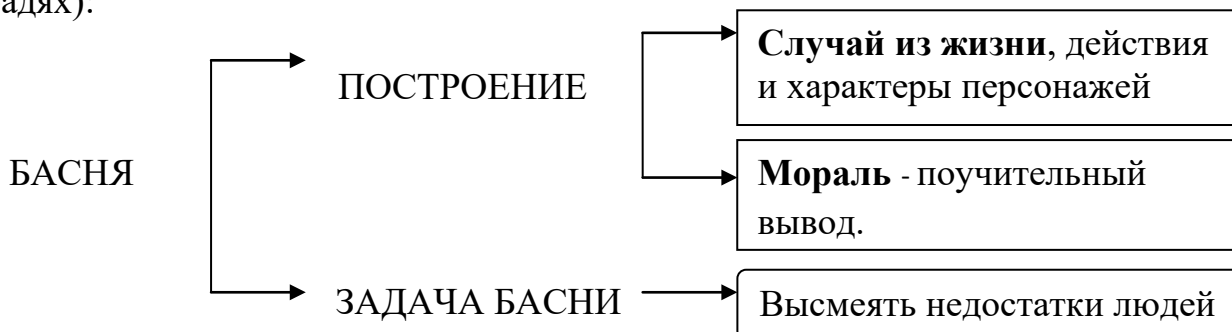 адях).
Случай из жизни, действия
и характеры персонажей
ПОСТРОЕНИЕ
БАСНЯ
Мораль - поучительный
вывод.
ЗАДАЧА БАСНИ
Высмеять недостатки людей